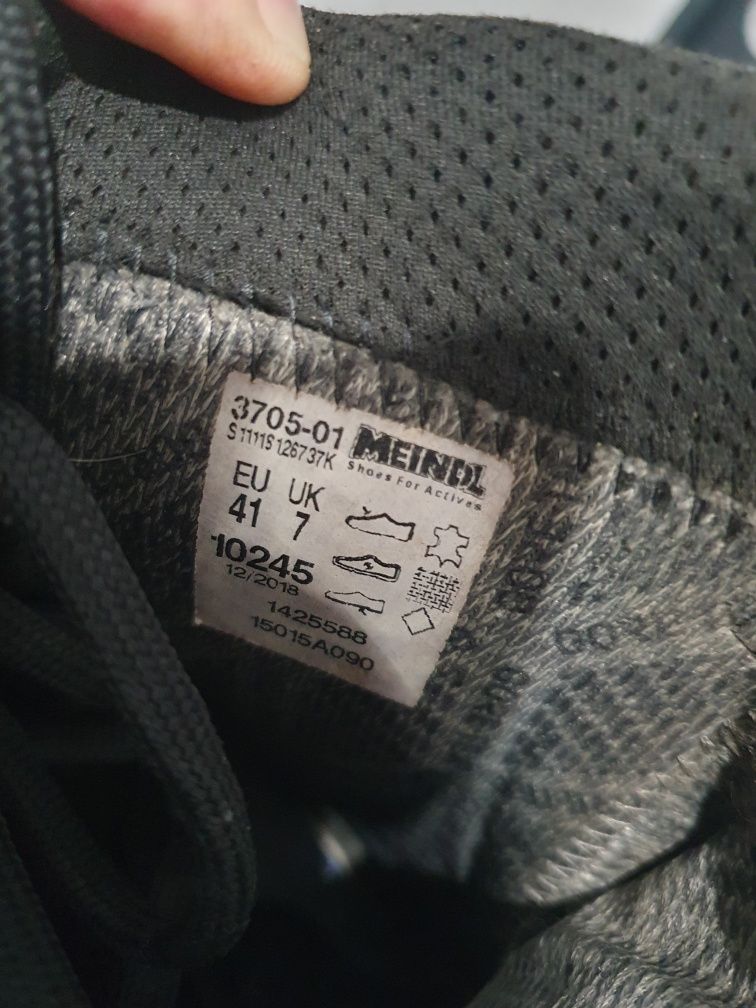 3705-01 MEINDL
S1111S126737K Shoes For Actives
EU UK
41 7
10245
12/2018
1425588
15015A090